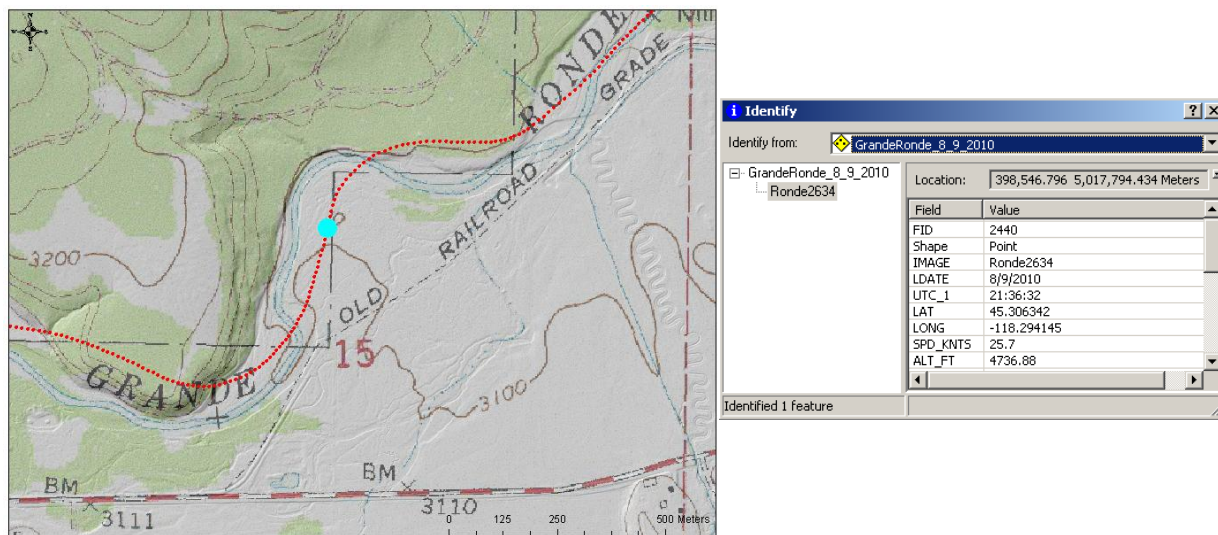 RONDE
GRADE
RAILROAD
OLD
3200
15
GRANDE
3100
BM
BM
3110
3111
0 125 250 500 Meters
N
S
Identify
Identify from: GrandeRonde_8_9_2010
GrandeRonde_8_9_2010
Ronde2634
Location: 398,546.796 5,017,794.434 Meters
Field Value
FID 2440
Shape Point
IMAGE Ronde2634
LDATE 8/9/2010
UTC_1 21:36:32
LAT 45.306342
LONG -118.294145
SPD_KNTS 25.7
ALT_FT 4736.88
Identified 1 feature